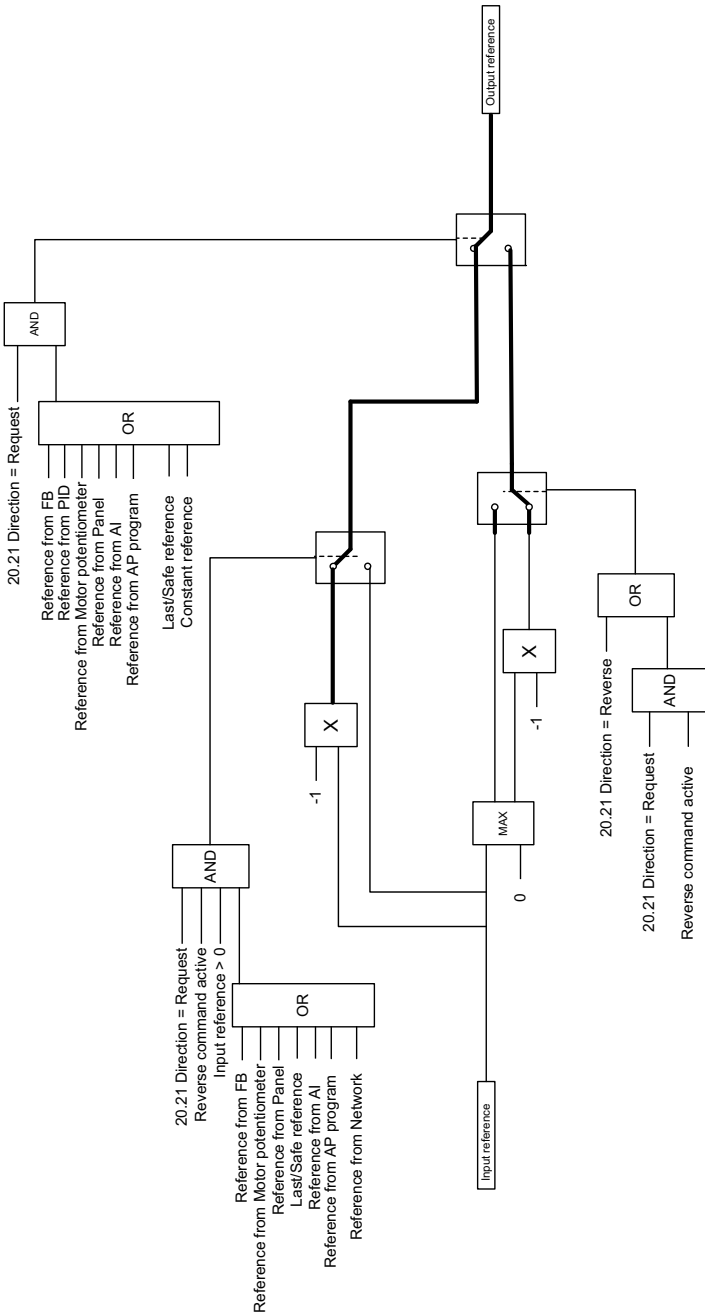 20.21 Direction = Request
AND
Reference from FB
Reference from PID
Reference from Motor potentiometer
Reference from Panel
Reference from AI
Reference from AP program
Last/Safe reference
Constant reference
OR
Output reference
20.21 Direction = Request
Reverse command active
Input reference > 0
AND
Reference from FB
Reference from Motor potentiometer
Reference from Panel
Last/Safe reference
Reference from AI
Reference from AP program
Reference from Network
OR
-1
X
Input reference
0
MAX
-1
X
20.21 Direction = Reverse
OR
20.21 Direction = Request
Reverse command active
AND